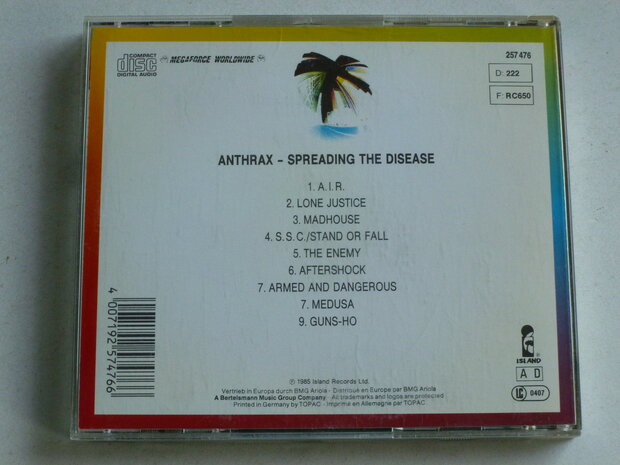 COMPACT
disc
DIGITAL AUDIO
MEGAFORCE WORLDWIDE
257 476
D: 222
F: RC650
ANTHRAX – SPREADING THE DISEASE
1. A.I.R.
2. LONE JUSTICE
3. MADHOUSE
4. S.S.C./STAND OR FALL
5. THE ENEMY
6. AFTERSHOCK
7. ARMED AND DANGEROUS
7. MEDUSA
9. GUNS-HO
4 007192 574766
ISLAND
A D
LC 0407
℗ 1985 Island Records Ltd.
Vertrieb in Europa durch BMG Ariola – Distribué en Europe par BMG Ariola
A Bertelsmann Music Group Company. All trademarks and logos are protected
Printed in Germany by TOPAC – Imprimé en Allemagne par TOPAC.